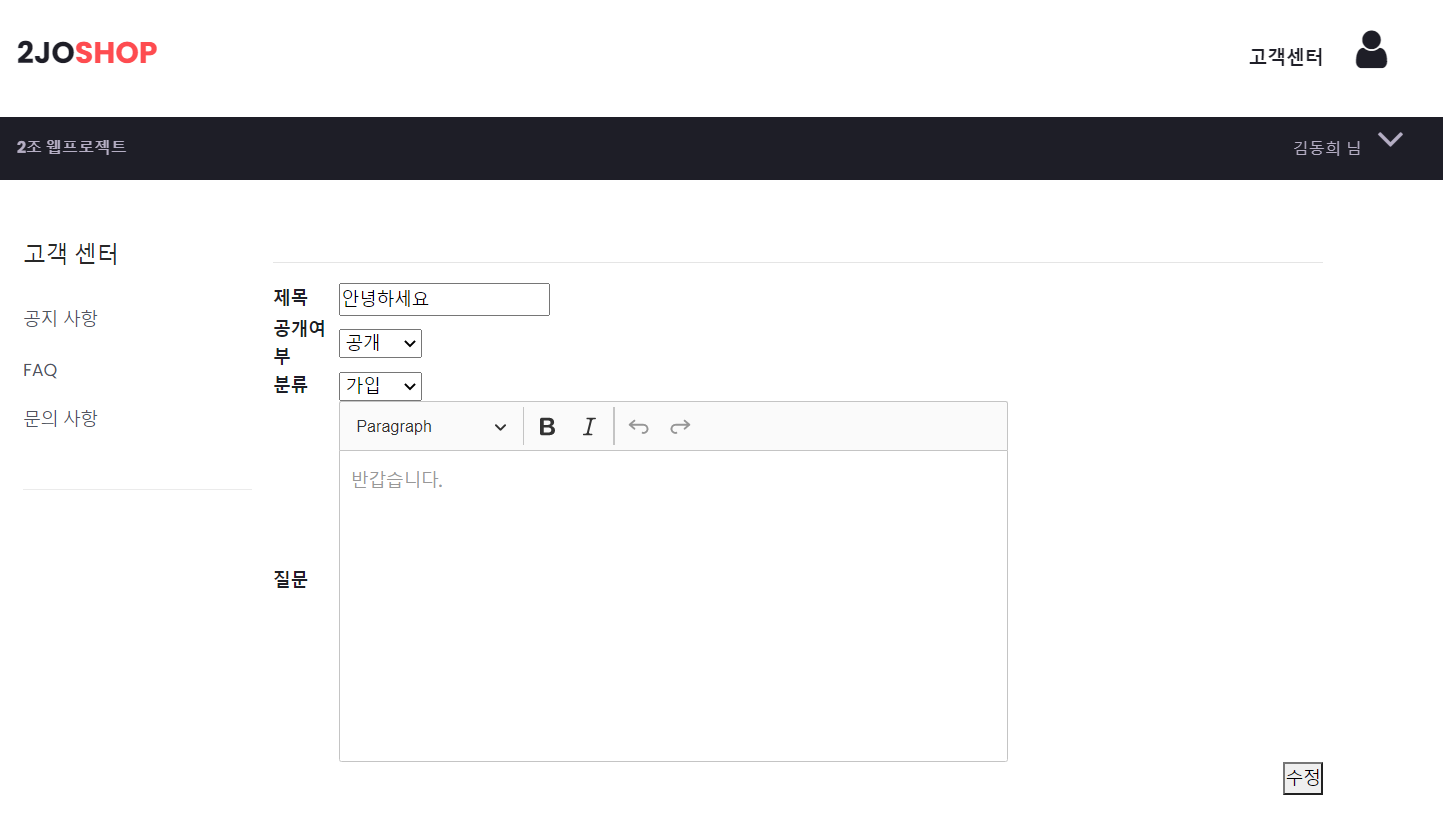 2JOSHOP
고객센터
2조 웹프로젝트
김동희 님
고객 센터
공지 사항
FAQ
문의 사항
제목
안녕하세요
공개여
부
공개
분류
가입
Paragraph
B I
반갑습니다.
질문
수정